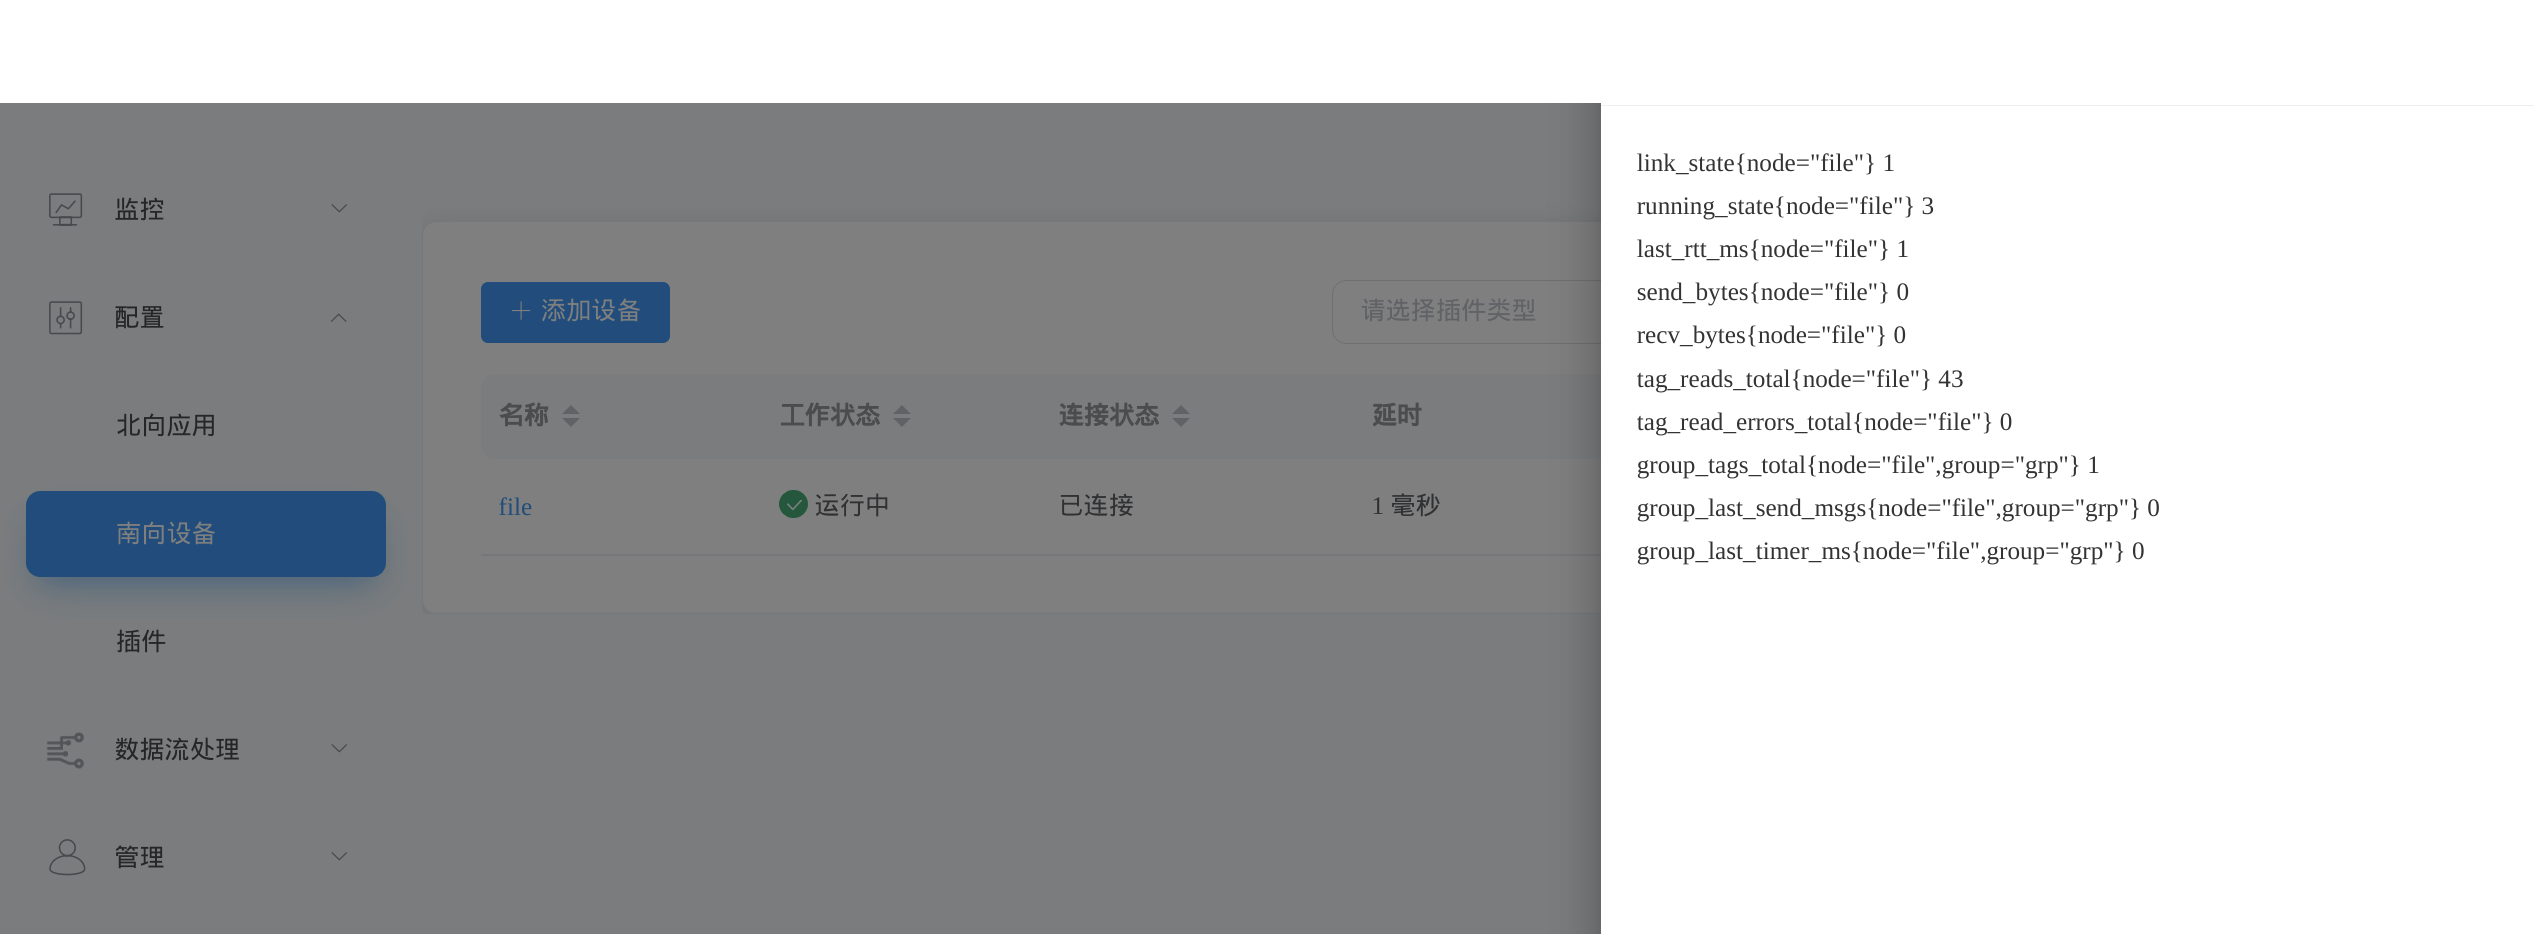 监控
配置
北向应用
南向设备
插件
数据流处理
管理
添加设备
请选择插件类型
名称 工作状态 连接状态 延时
file 运行中 已连接 1 毫秒
link_state{node="file"} 1
running_state{node="file"} 3
last_rtt_ms{node="file"} 1
send_bytes{node="file"} 0
recv_bytes{node="file"} 0
tag_reads_total{node="file"} 43
tag_read_errors_total{node="file"} 0
group_tags_total{node="file",group="grp"} 1
group_last_send_msgs{node="file",group="grp"} 0
group_last_timer_ms{node="file",group="grp"} 0